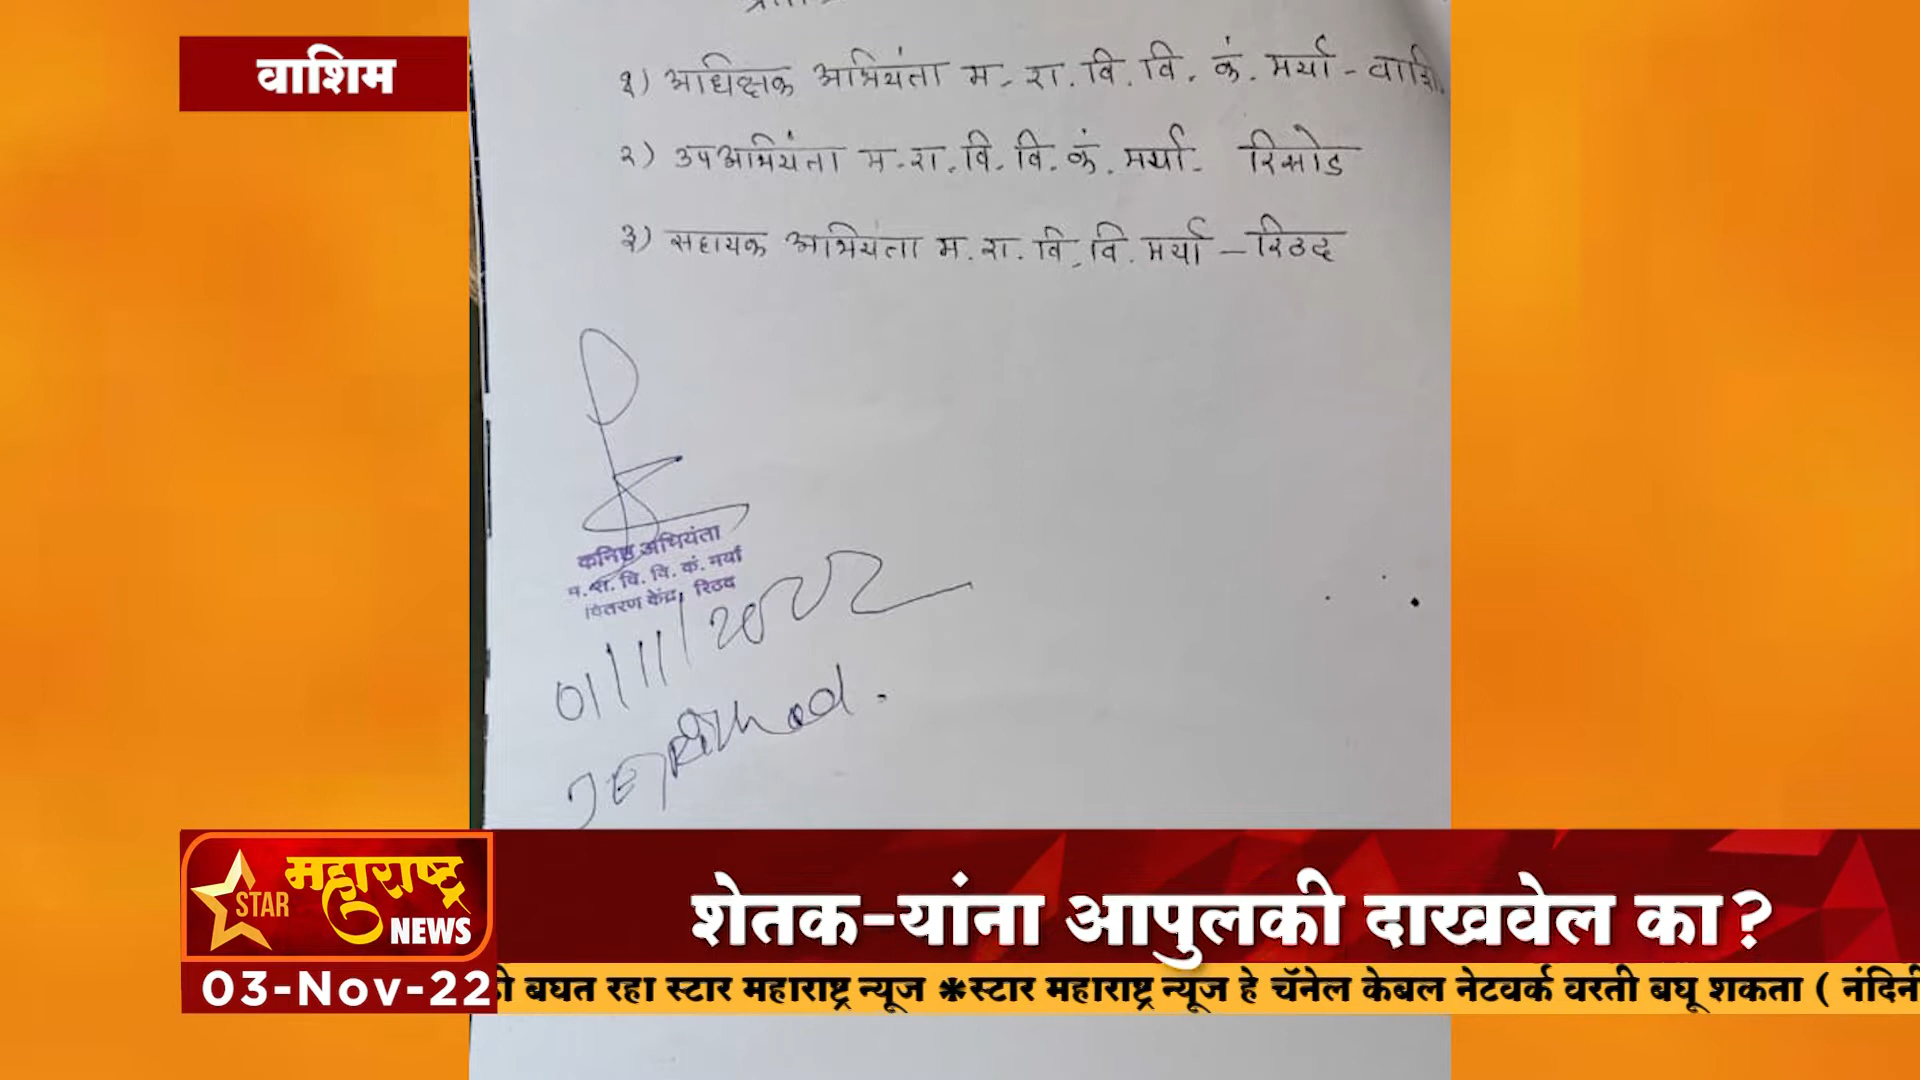 वाशिम
१) अधिक्षक अभियंता म.रा.वि.वि.कं.मर्या-
२) उपअभियंता म.रा.वि.वि.कं.मर्या- रिसोड
३) सहायक अभियंता म.रा.वि.वि.मर्या-रिठद
कनिष्ठ अभियंता
म.रा.वि.वि.कं.मर्या
वितरण केंद्र, रिठद
01/11/2022
STAR महाराष्ट्र NEWS
शेतक-यांना आपुलकी दाखवेल का?
03-Nov-22
बघत रहा स्टार महाराष्ट्र न्यूज *स्टार महाराष्ट्र न्यूज हे चॅनेल केबल नेटवर्क वरती बघू शकता (